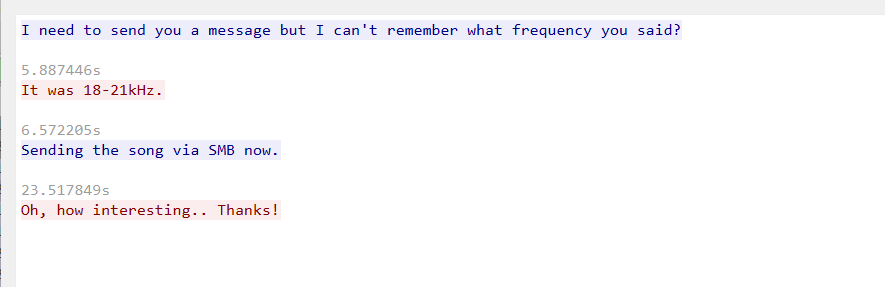 I need to send you a message but I can't remember what frequency you said?
5.887446s
It was 18-21kHz.
6.572205s
Sending the song via SMB now.
23.517849s
Oh, how interesting.. Thanks!